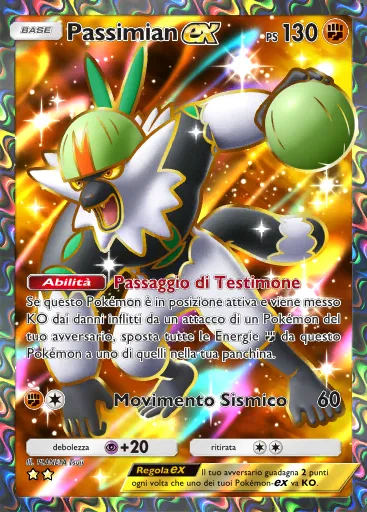 BASE
Passimian ex
PS 130
Abilità
Passaggio di Testimone
Se questo Pokémon è in posizione attiva e viene messo
KO dai danni inflitti da un attacco di un Pokémon del
tuo avversario, sposta tutte le Energie da questo
Pokémon a uno di quelli nella tua panchina.
Movimento Sismico 60
debolezza +20
ritirata
Regola ex
Il tuo avversario guadagna 2 punti
ogni volta che uno dei tuoi Pokémon-ex va KO.